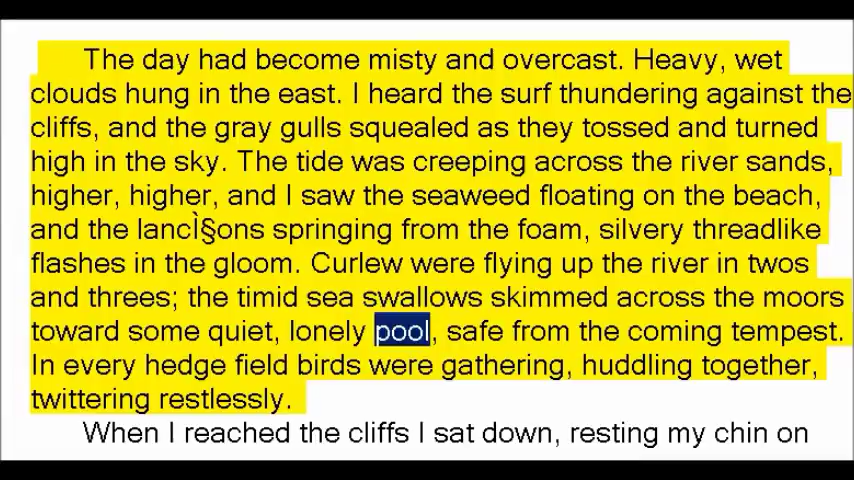 The day had become misty and overcast. Heavy, wet
clouds hung in the east. I heard the surf thundering against the
cliffs, and the gray gulls squealed as they tossed and turned
high in the sky. The tide was creeping across the river sands,
higher, higher, and I saw the seaweed floating on the beach,
and the lancÌ§ons springing from the foam, silvery threadlike
flashes in the gloom. Curlew were flying up the river in twos
and threes; the timid sea swallows skimmed across the moors
toward some quiet, lonely pool, safe from the coming tempest.
In every hedge field birds were gathering, huddling together,
twittering restlessly.
When I reached the cliffs I sat down, resting my chin on